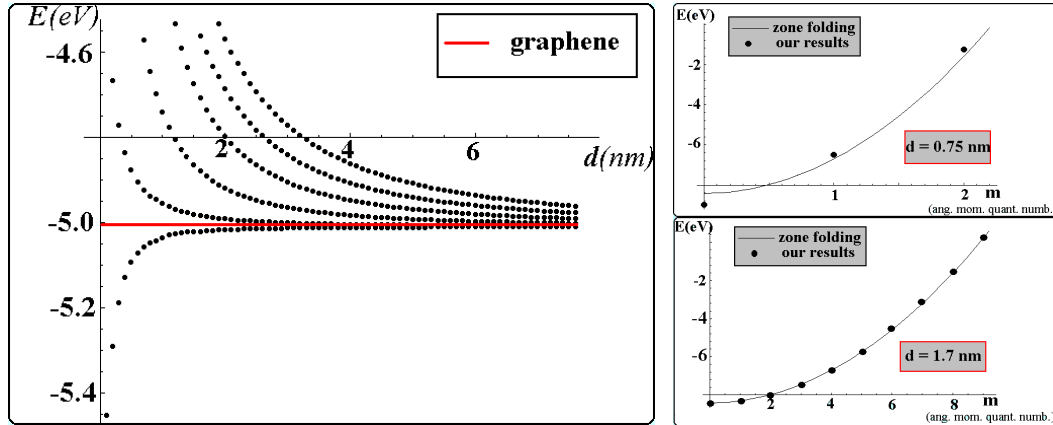 E(eV)
graphene
-4.6
2
4
6
d(nm)
-5.0
-5.2
-5.4
E(eV)
zone folding
our results
-2
-4
-6
d = 0.75 nm
1
2
m
(ang. mom. quant. numb.)
E(eV)
zone folding
our results
-2
-4
-6
d = 1.7 nm
2
4
6
8
m
(ang. mom. quant. numb.)